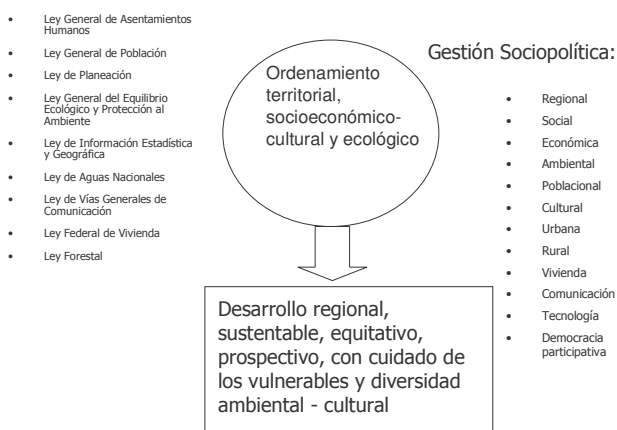 • Ley General de Asentamientos
Humanos
• Ley General de Población
• Ley de Planeación
• Ley General del Equilibrio
Ecológico y Protección al
Ambiente
• Ley de Información Estadística
y Geográfica
• Ley de Aguas Nacionales
• Ley de Vías Generales de
Comunicación
• Ley Federal de Vivienda
• Ley Forestal
Ordenamiento
territorial,
socioeconómico-
cultural y ecológico
Desarrollo regional,
sustentable, equitativo,
prospectivo, con cuidado de
los vulnerables y diversidad
ambiental - cultural
Gestión Sociopolítica:
• Regional
• Social
• Económica
• Ambiental
• Poblacional
• Cultural
• Urbana
• Rural
• Vivienda
• Comunicación
• Tecnología
• Democracia
participativa